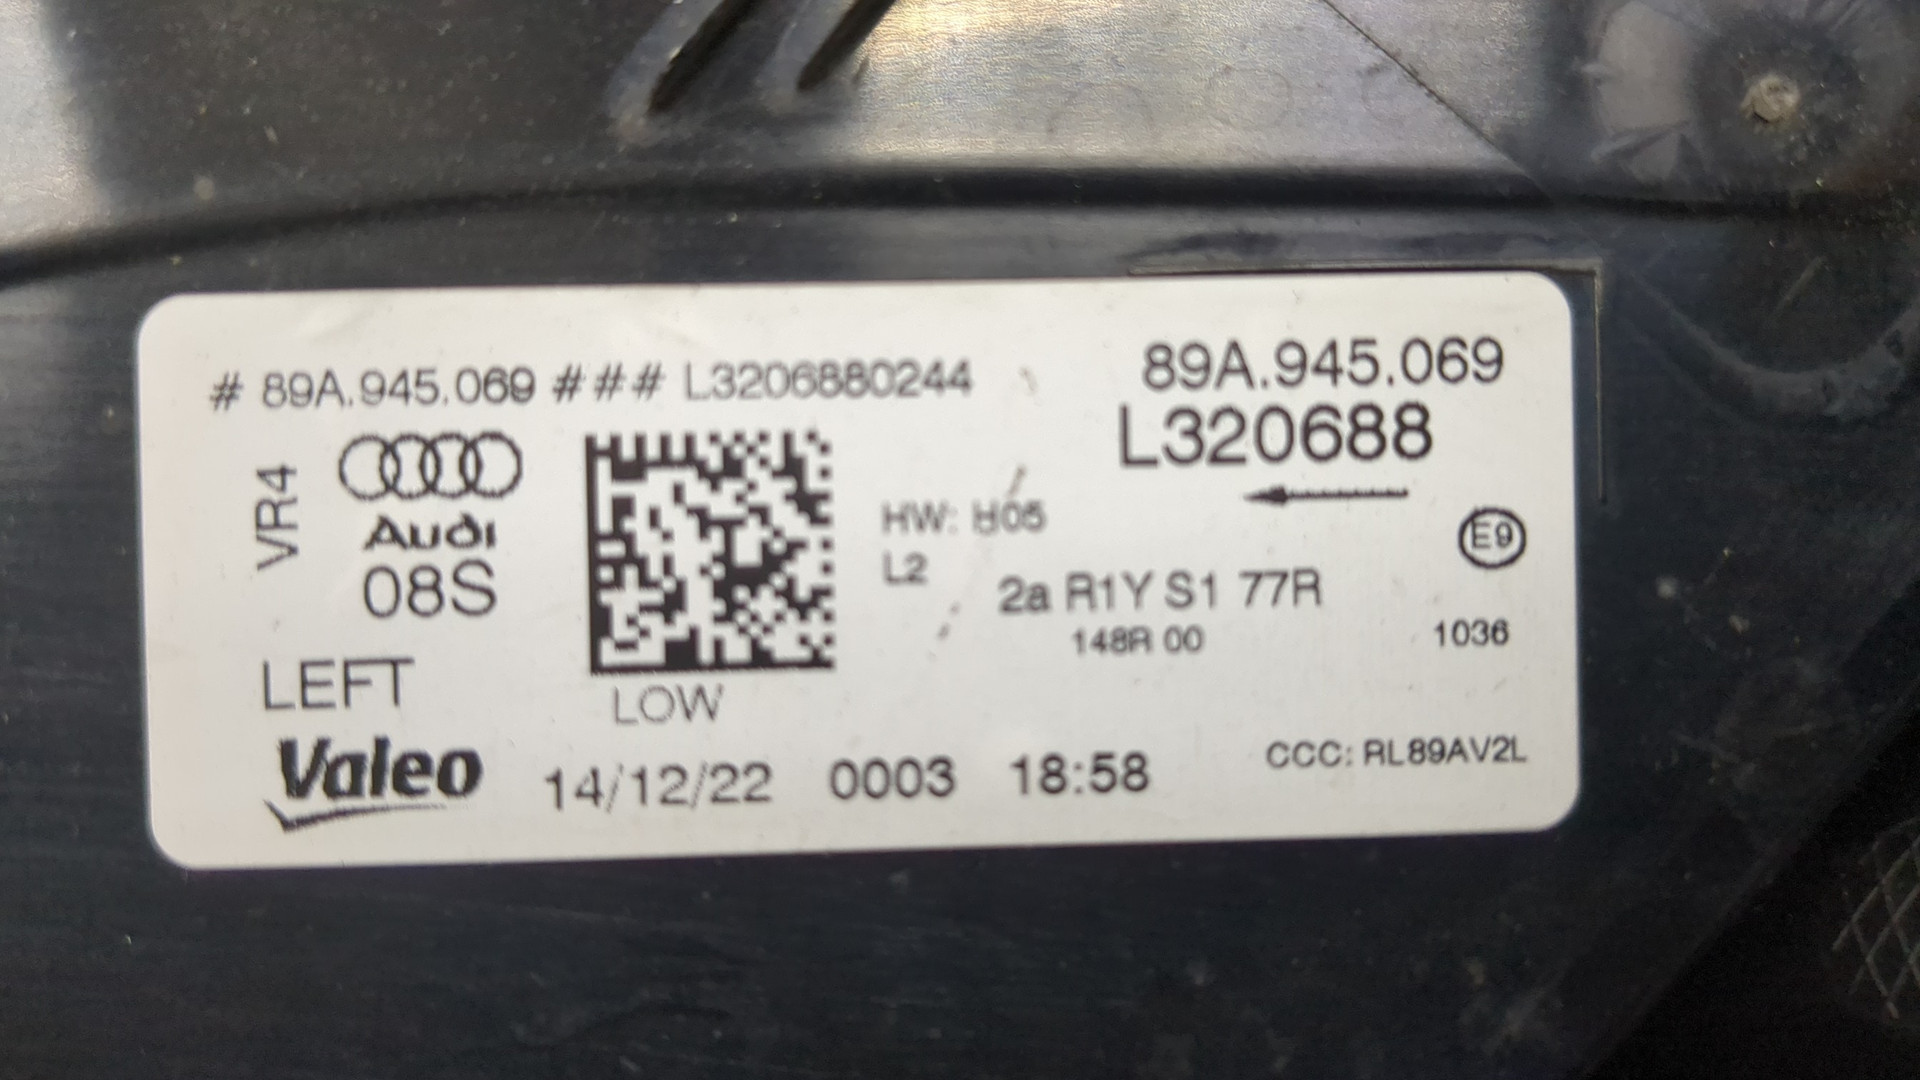 # 89A.945.069 ### L3206880244
89A.945.069
L320688
VR4
Audi
08S
HW: H05
L2
E9
2a R1Y S1 77R
148R 00
1036
LEFT
LOW
Valeo
14/12/22 0003 18:58
CCC: RL89AV2L